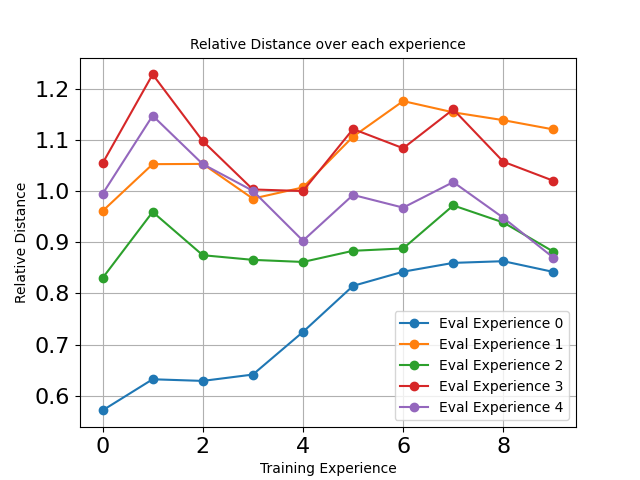 Relative Distance over each experience
1.2
1.1
1.0
0.9
0.8
0.7
0.6
Relative Distance
Eval Experience 0
Eval Experience 1
Eval Experience 2
Eval Experience 3
Eval Experience 4
0 2 4 6 8
Training Experience